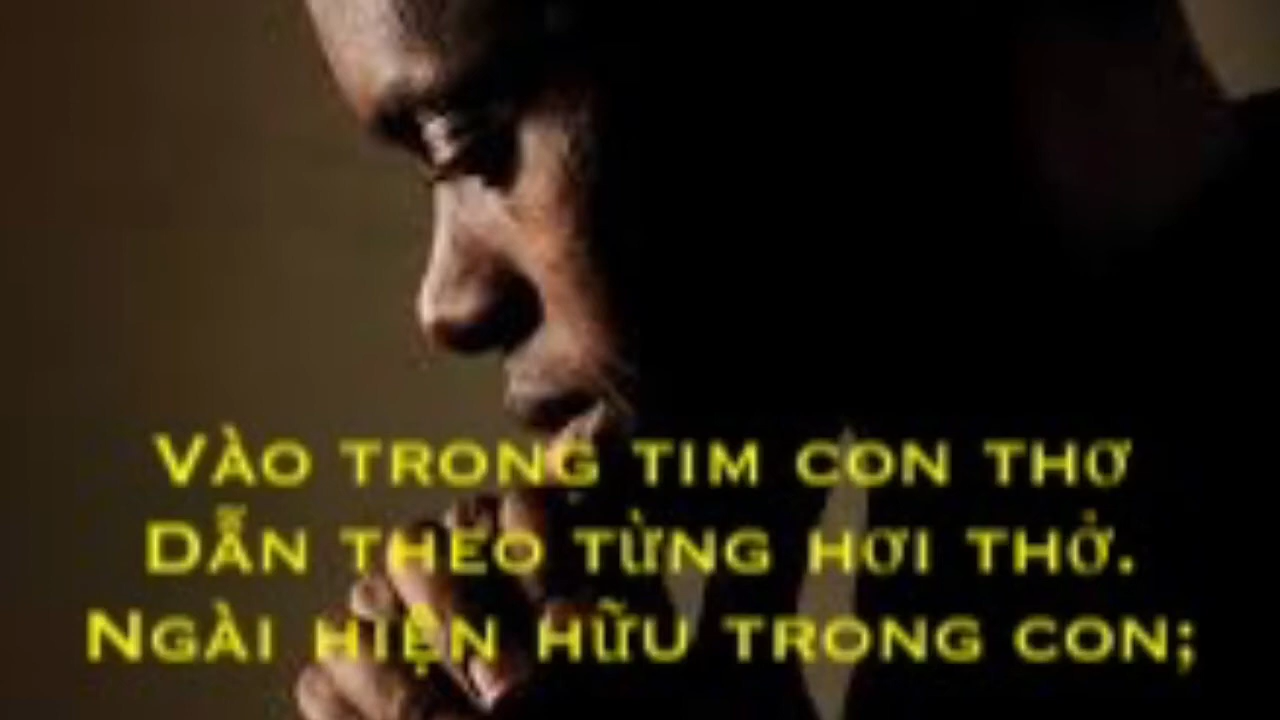 Vào trong tim con thơ
Dẫn theo từng hơi thở.
Ngài hiện hữu trong con;